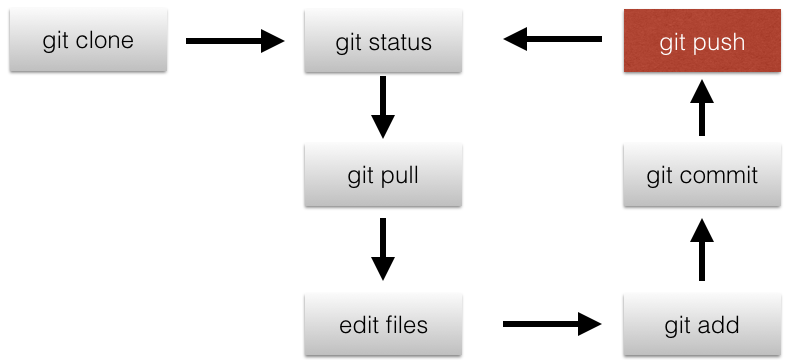 git clone
git status
git push
git pull
git commit
edit files
git add